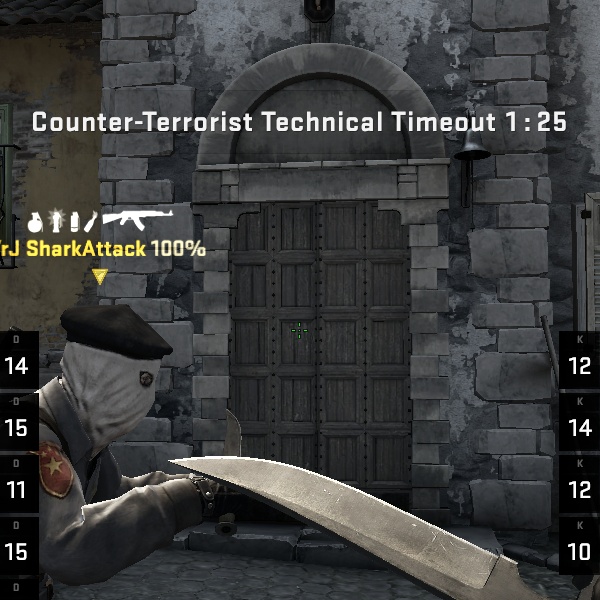 Counter-Terrorist Technical Timeout 1:25
rJ SharkAttack 100%
D
14
D
15
D
11
D
15
D
K
12
K
14
K
12
K
10
K